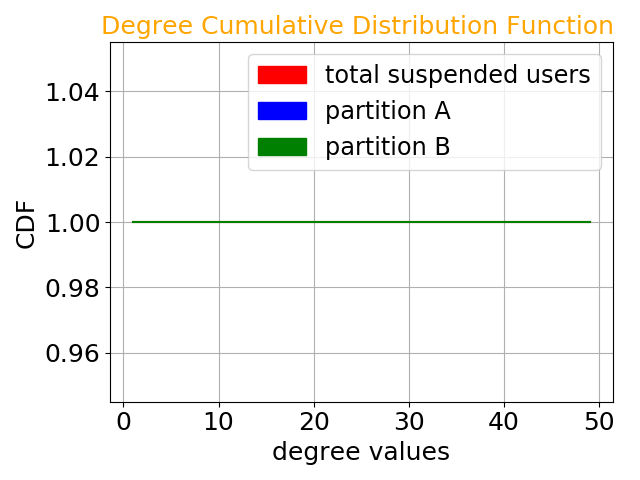 Degree Cumulative Distribution Function
total suspended users
partition A
partition B
1.04
1.02
1.00
0.98
0.96
CDF
0 10 20 30 40 50
degree values